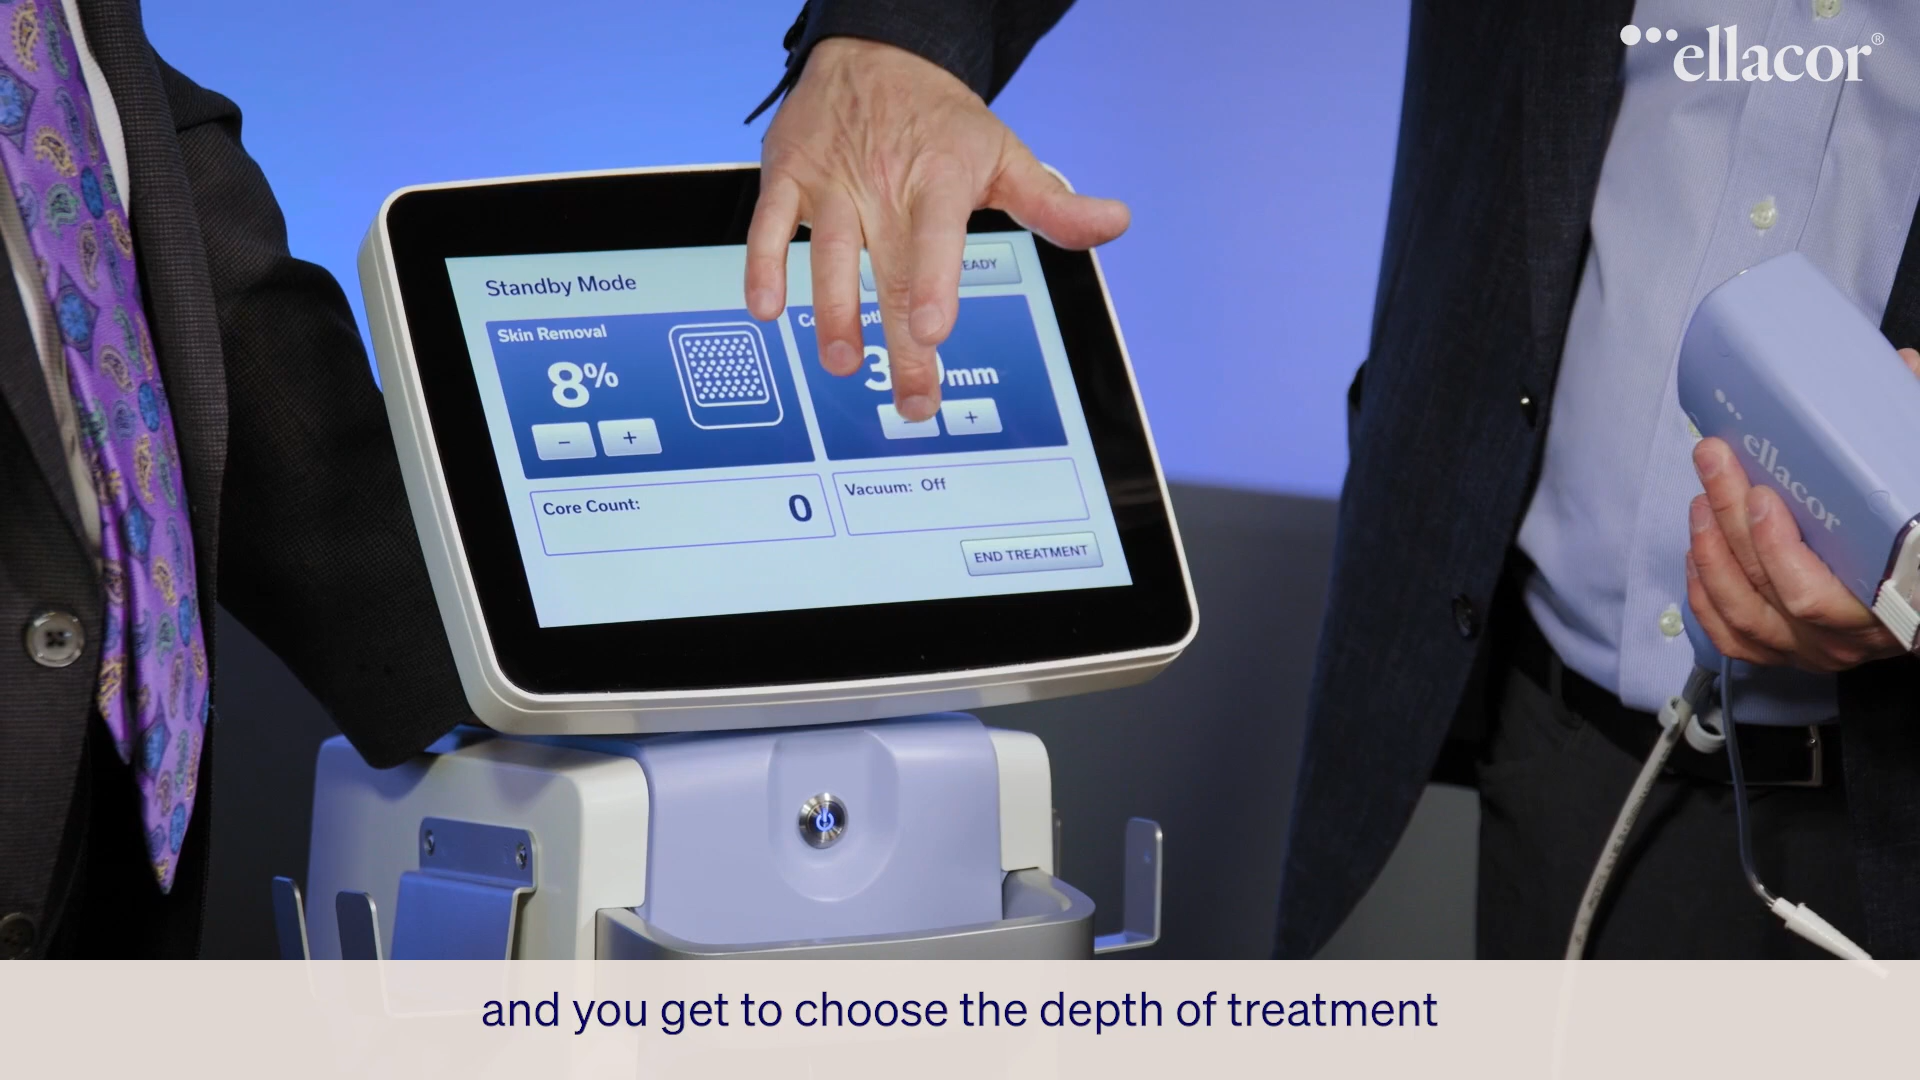 ellacor®
Standby Mode
Skin Removal
8%
- +
mm
- +
Core Count: 0
Vacuum: Off
END TREATMENT
ellacor
and you get to choose the depth of treatment